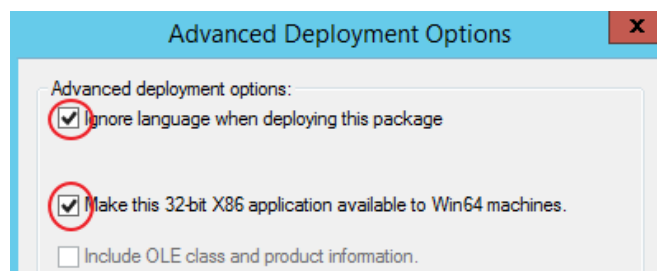 Advanced Deployment Options
x
Advanced deployment options:
Ignore language when deploying this package
Make this 32-bit X86 application available to Win64 machines.
Include OLE class and product information.